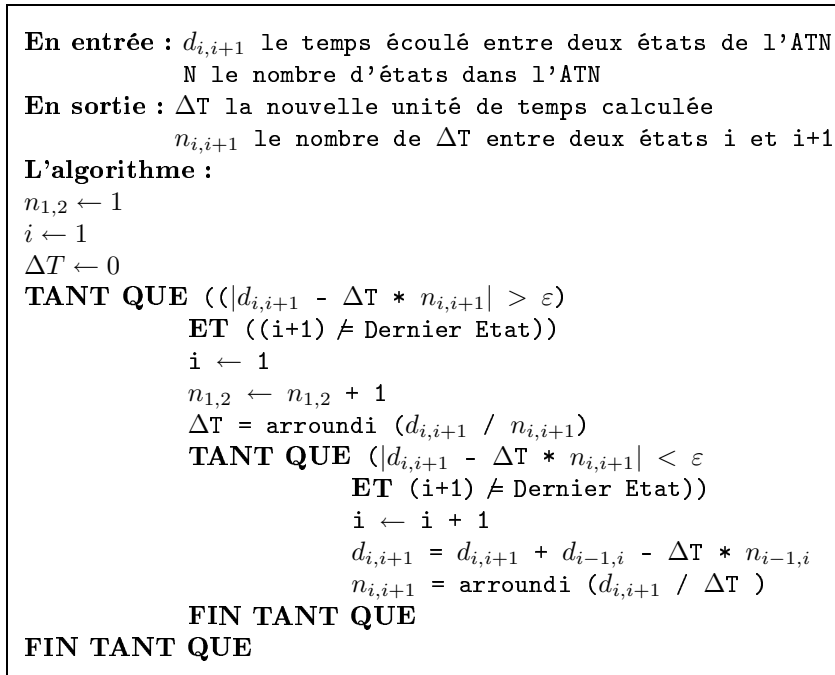 En entrée : d_{i,i+1} le temps écoulé entre deux états de l'ATN
N le nombre d'états dans l'ATN
En sortie : ΔT la nouvelle unité de temps calculée
n_{i,i+1} le nombre de ΔT entre deux états i et i+1
L'algorithme :
n_{1,2} ← 1
i ← 1
ΔT ← 0
TANT QUE ((|d_{i,i+1} - ΔT * n_{i,i+1}| > ε)
ET ((i+1) ≠ Dernier Etat))
i ← 1
n_{1,2} ← n_{1,2} + 1
ΔT = arroundi (d_{i,i+1} / n_{i,i+1})
TANT QUE (|d_{i,i+1} - ΔT * n_{i,i+1}| < ε
ET (i+1) ≠ Dernier Etat))
i ← i + 1
d_{i,i+1} = d_{i,i+1} + d_{i-1,i} - ΔT * n_{i-1,i}
n_{i,i+1} = arroundi (d_{i,i+1} / ΔT )
FIN TANT QUE
FIN TANT QUE